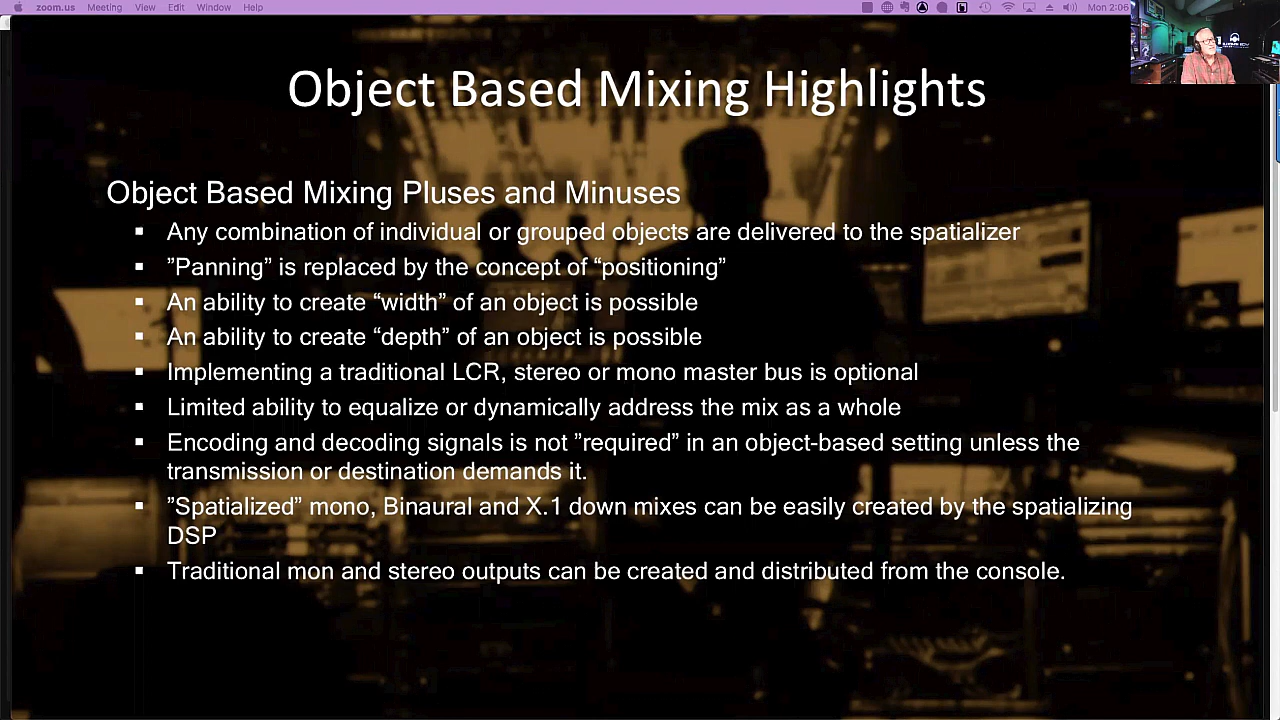 zoom.us Meeting View Edit Window Help Mon 2:06
Object Based Mixing Highlights
Object Based Mixing Pluses and Minuses
▪ Any combination of individual or grouped objects are delivered to the spatializer
▪ ”Panning” is replaced by the concept of “positioning”
▪ An ability to create “width” of an object is possible
▪ An ability to create “depth” of an object is possible
▪ Implementing a traditional LCR, stereo or mono master bus is optional
▪ Limited ability to equalize or dynamically address the mix as a whole
▪ Encoding and decoding signals is not ”required” in an object-based setting unless the
transmission or destination demands it.
▪ ”Spatialized” mono, Binaural and X.1 down mixes can be easily created by the spatializing
DSP
▪ Traditional mon and stereo outputs can be created and distributed from the console.